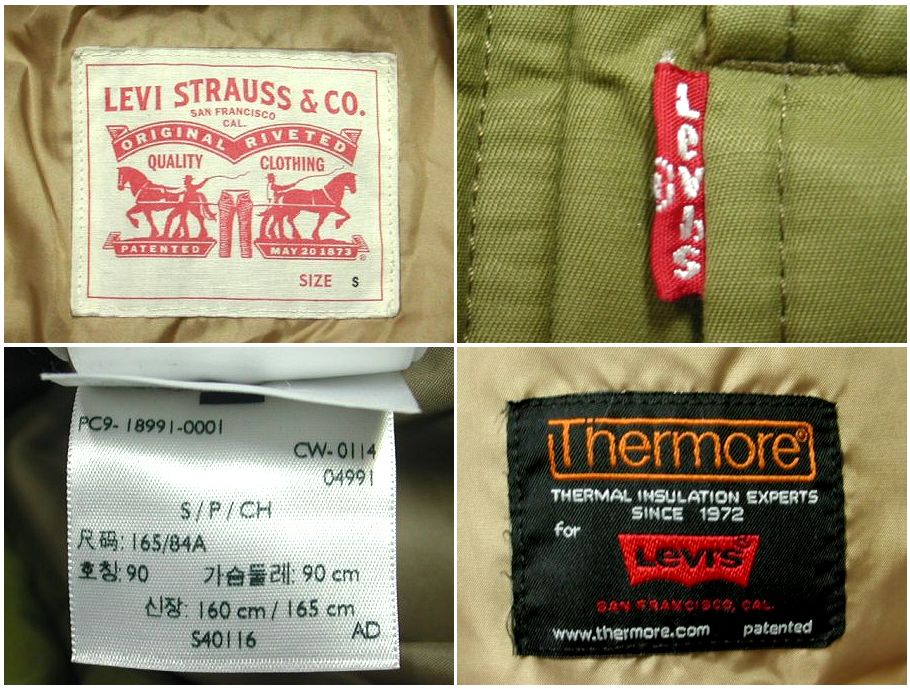 LEVI STRAUSS & CO.
SAN FRANCISCO
CAL.
ORIGINAL RIVETED
QUALITY CLOTHING
PATENTED MAY 20 1873
®
SIZE S
Levi's
®
PC9-18991-0001
CW-0114
04991
S / P / CH
尺码: 165/84A
호칭: 90 가슴둘레: 90 cm
신장: 160 cm / 165 cm
S40116 AD
Thermore®
THERMAL INSULATION EXPERTS
SINCE 1972
for
Levi's®
SAN FRANCISCO, CAL.
www.thermore.com patented